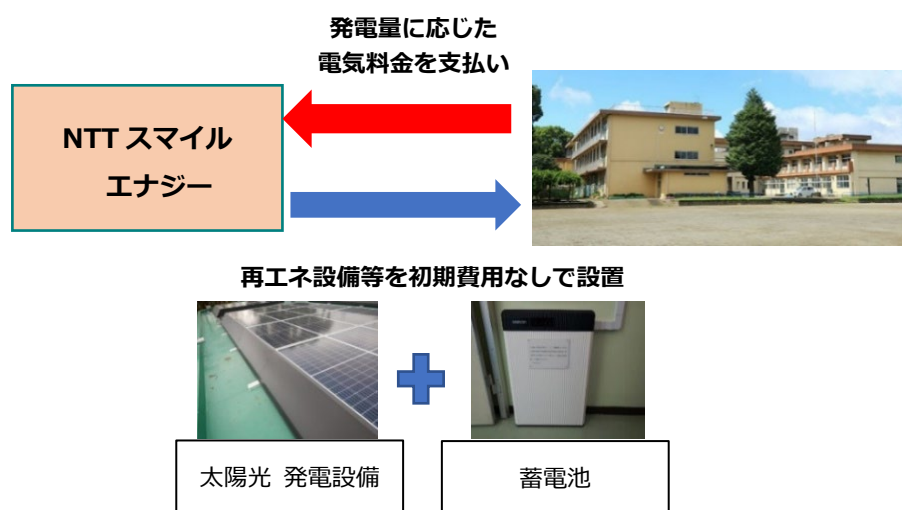 発電量に応じた
電気料金を支払い
NTT スマイル
エナジー
再エネ設備等を初期費用なしで設置
太陽光 発電設備
蓄電池